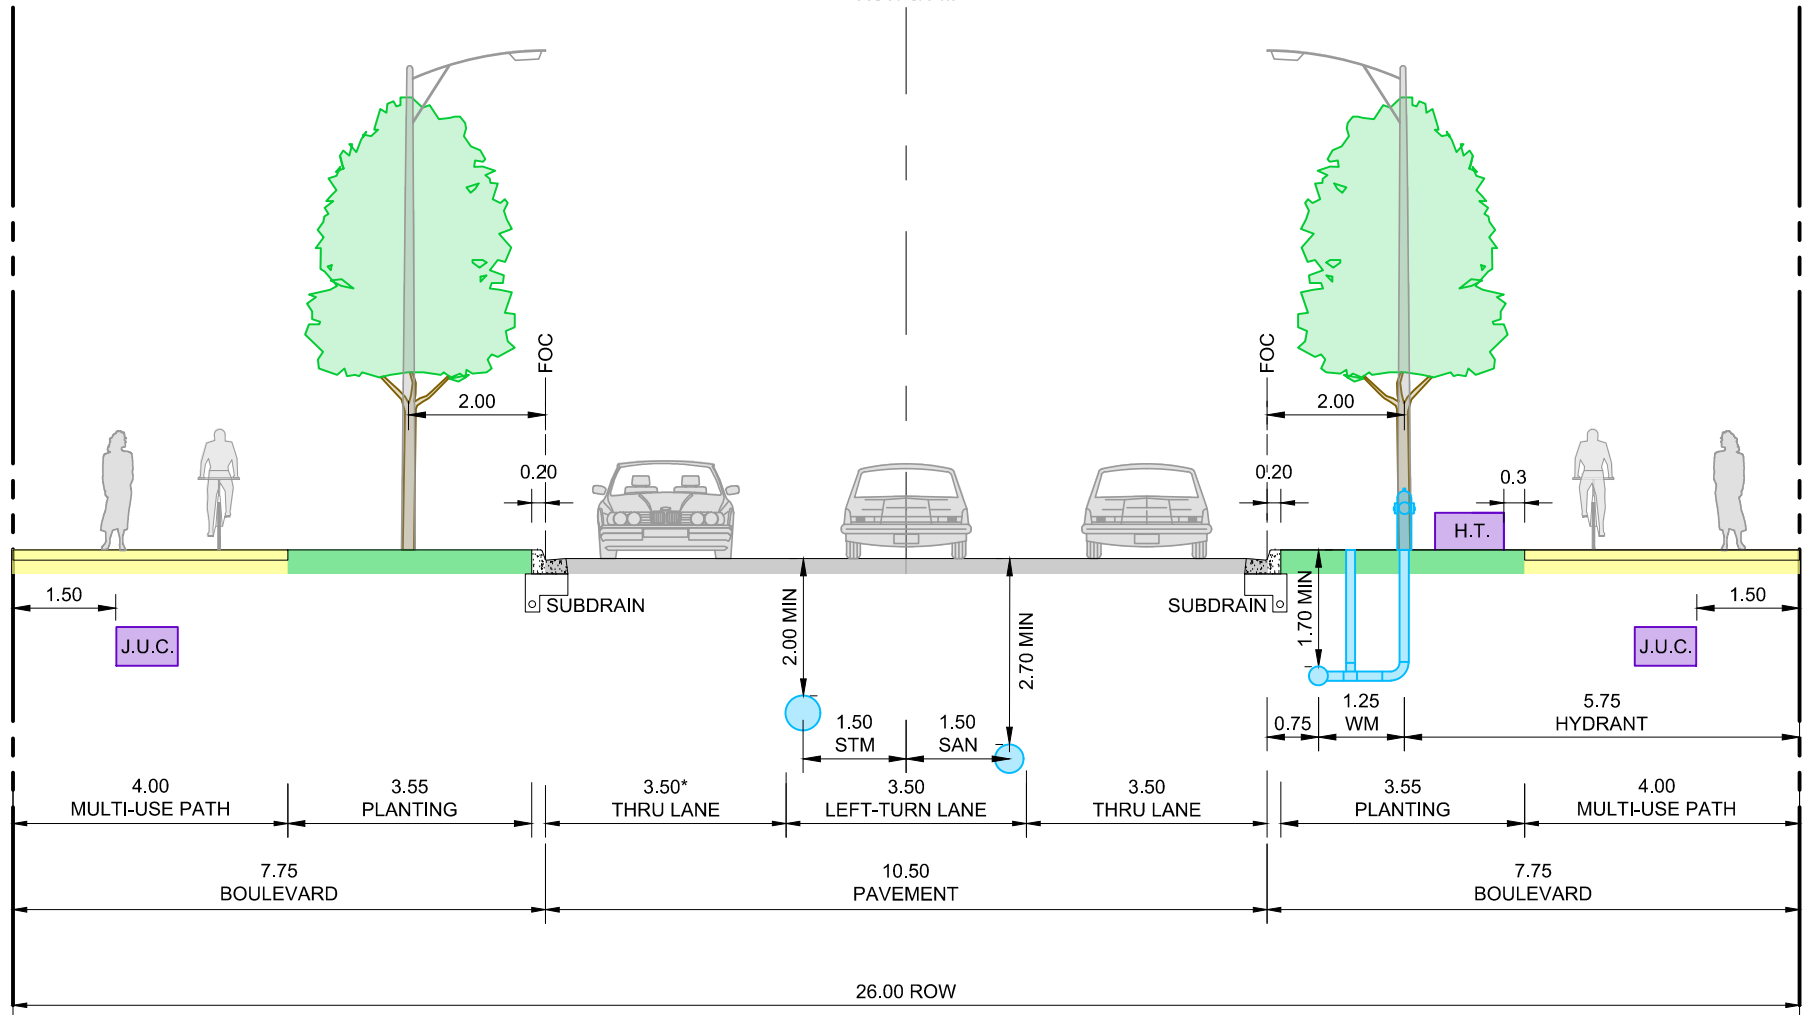 FOC
FOC
2.00
2.00
0.20
0.20
0.3
H.T.
1.50
SUBDRAIN
SUBDRAIN
1.50
J.U.C.
J.U.C.
2.00 MIN
2.70 MIN
1.70 MIN
1.50
STM
1.50
SAN
0.75
1.25
WM
5.75
HYDRANT
4.00
MULTI-USE PATH
3.55
PLANTING
3.50*
THRU LANE
3.50
LEFT-TURN LANE
3.50
THRU LANE
3.55
PLANTING
4.00
MULTI-USE PATH
7.75
BOULEVARD
10.50
PAVEMENT
7.75
BOULEVARD
26.00 ROW